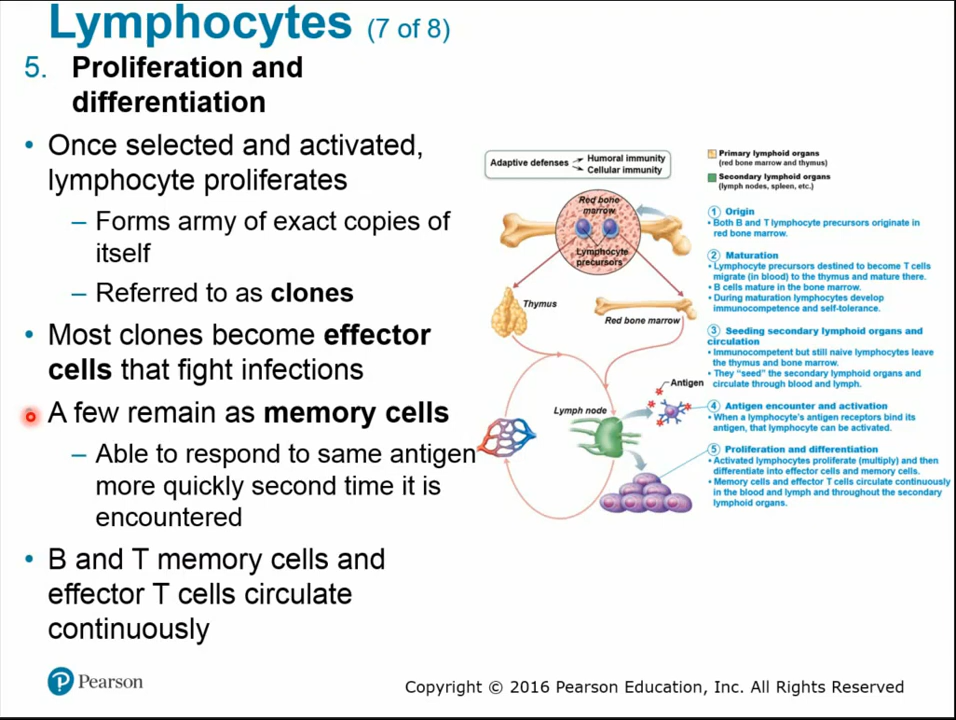 Lymphocytes (7 of 8)
5. Proliferation and
differentiation
• Once selected and activated,
lymphocyte proliferates
– Forms army of exact copies of
itself
– Referred to as clones
• Most clones become effector
cells that fight infections
• A few remain as memory cells
– Able to respond to same antigen
more quickly second time it is
encountered
• B and T memory cells and
effector T cells circulate
continuously
Adaptive defenses
Humoral immunity
Cellular immunity
Red bone
marrow
Lymphocyte
precursors
Thymus
Red bone marrow
Antigen
Lymph node
Primary lymphoid organs
(red bone marrow and thymus)
Secondary lymphoid organs
(lymph nodes, spleen, etc.)
1 Origin
• Both B and T lymphocyte precursors originate in
red bone marrow.
2 Maturation
• Lymphocyte precursors destined to become T cells
migrate (in blood) to the thymus and mature there.
• B cells mature in the bone marrow.
• During maturation lymphocytes develop
immunocompetence and self-tolerance.
3 Seeding secondary lymphoid organs and
circulation
• Immunocompetent but still naive lymphocytes leave
the thymus and bone marrow.
• They “seed” the secondary lymphoid organs and
circulate through blood and lymph.
4 Antigen encounter and activation
• When a lymphocyte's antigen receptors bind its
antigen, that lymphocyte can be activated.
5 Proliferation and differentiation
• Activated lymphocytes proliferate (multiply) and then
differentiate into effector cells and memory cells.
• Memory cells and effector T cells circulate continuously
in the blood and lymph and throughout the secondary
lymphoid organs.
P Pearson
Copyright © 2016 Pearson Education, Inc. All Rights Reserved